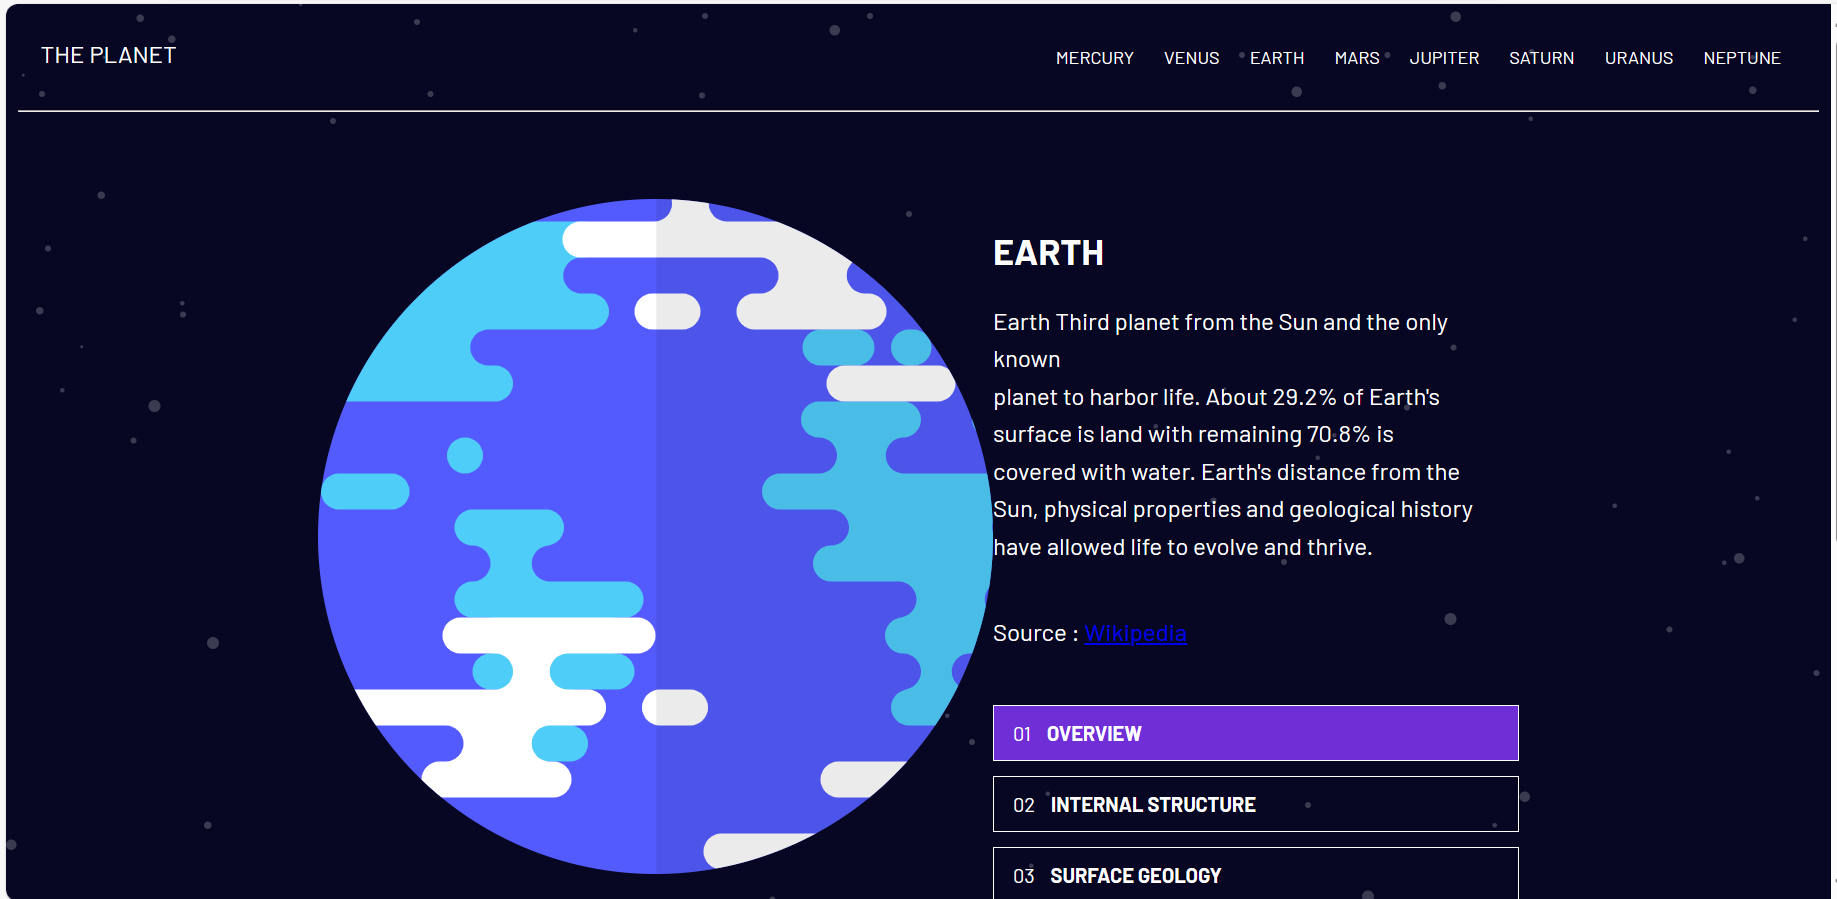 THE PLANET
MERCURY VENUS EARTH MARS JUPITER SATURN URANUS NEPTUNE
EARTH
Earth Third planet from the Sun and the only
known
planet to harbor life. About 29.2% of Earth's
surface is land with remaining 70.8% is
covered with water. Earth's distance from the
Sun, physical properties and geological history
have allowed life to evolve and thrive.
Source : Wikipedia
01 OVERVIEW
02 INTERNAL STRUCTURE
03 SURFACE GEOLOGY